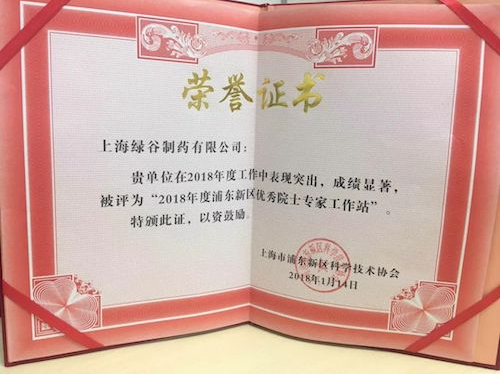 荣誉证书
上海绿谷制药有限公司：
贵单位在2018年度工作中表现突出，成绩显著，
被评为“2018年度浦东新区优秀院士专家工作站”。
特颁此证，以资鼓励。
上海市浦东新区科学技术协会
2018年1月14日